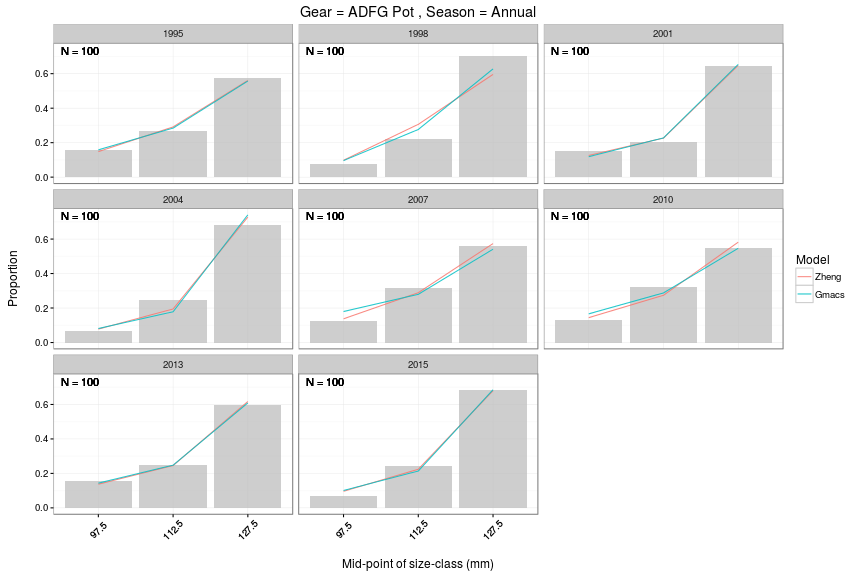 Gear = ADFG Pot , Season = Annual
1995
1998
2001
N = 100
N = 100
N = 100
0.6
0.4
0.2
0.0
2004
2007
2010
N = 100
N = 100
N = 100
0.6
0.4
0.2
0.0
2013
2015
N = 100
N = 100
0.6
0.4
0.2
0.0
97.5
112.5
127.5
97.5
112.5
127.5
Mid-point of size-class (mm)
Proportion
Model
Zheng
Gmacs